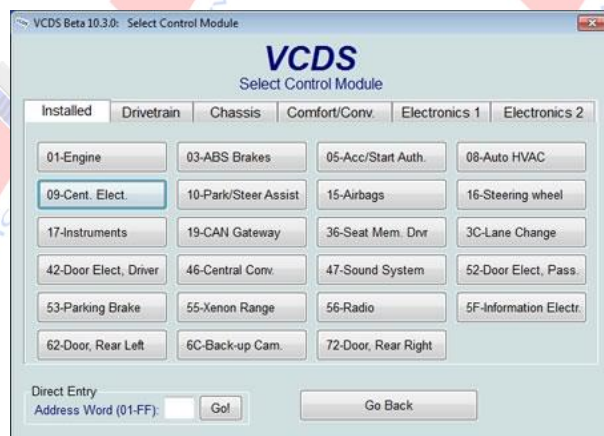 VCDS Beta 10.3.0: Select Control Module
VCDS
Select Control Module
Installed Drivetrain Chassis Comfort/Conv. Electronics 1 Electronics 2
01-Engine 03-ABS Brakes 05-Acc/Start Auth. 08-Auto HVAC
09-Cent. Elect. 10-Park/Steer Assist 15-Airbags 16-Steering wheel
17-Instruments 19-CAN Gateway 36-Seat Mem. Drvr 3C-Lane Change
42-Door Elect, Driver 46-Central Conv. 47-Sound System 52-Door Elect, Pass.
53-Parking Brake 55-Xenon Range 56-Radio 5F-Information Electr.
62-Door, Rear Left 6C-Back-up Cam. 72-Door, Rear Right
Direct Entry
Address Word (01-FF): Go! Go Back